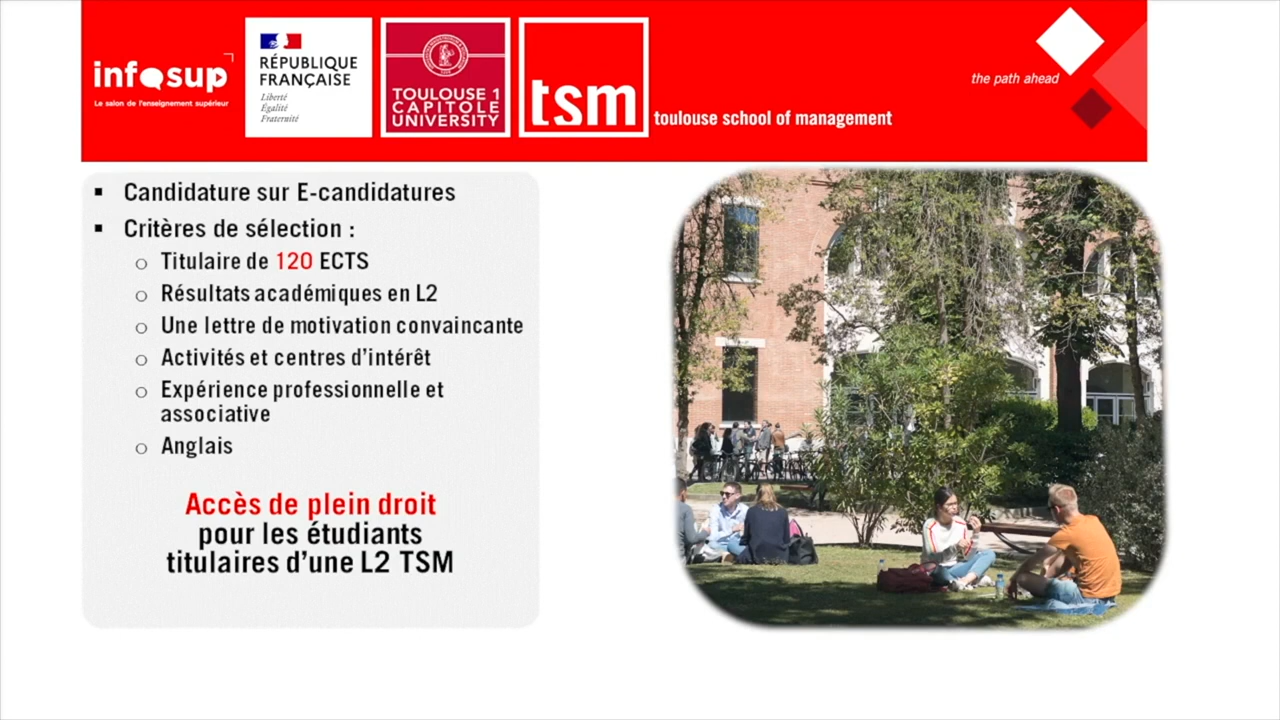 infosup
Le salon de l'enseignement supérieur
RÉPUBLIQUE
FRANÇAISE
Liberté
Égalité
Fraternité
TOULOUSE 1
CAPITOLE
UNIVERSITY
tsm
toulouse school of management
the path ahead
▪ Candidature sur E-candidatures
▪ Critères de sélection :
o Titulaire de 120 ECTS
o Résultats académiques en L2
o Une lettre de motivation convaincante
o Activités et centres d'intérêt
o Expérience professionnelle et
associative
o Anglais
Accès de plein droit
pour les étudiants
titulaires d'une L2 TSM